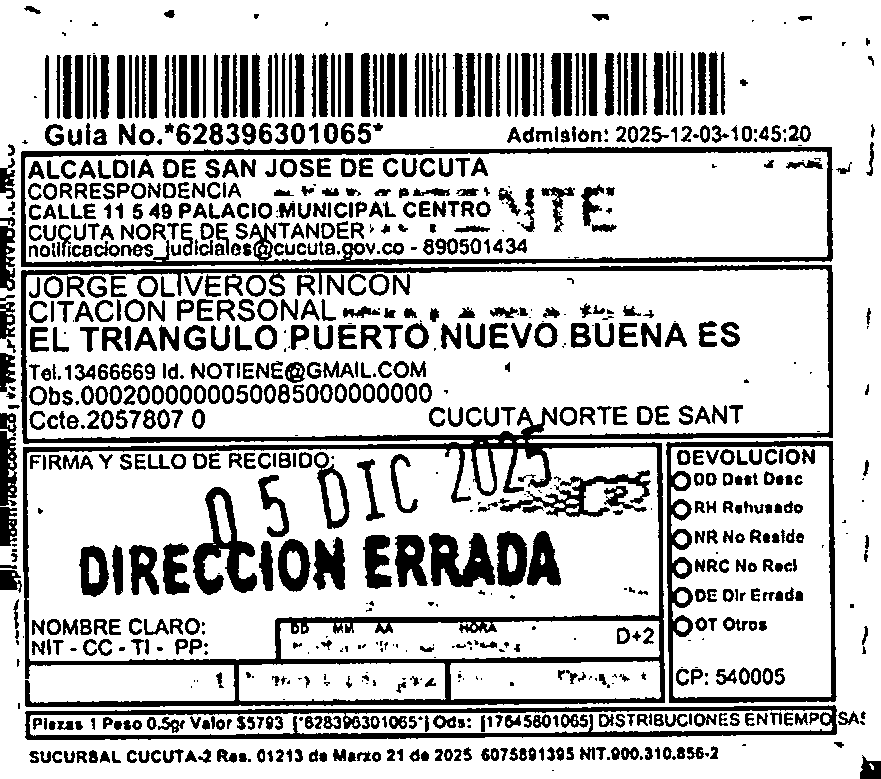 Guia No.*628396301065*
Admision: 2025-12-03-10:45:20
ALCALDIA DE SAN JOSE DE CUCUTA
CORRESPONDENCIA
CALLE 11 5 49 PALACIO MUNICIPAL CENTRO
CUCUTA NORTE DE SANTANDER
notificaciones_judiciales@cucuta.gov.co - 890501434
JORGE OLIVEROS RINCON
CITACION PERSONAL
EL TRIANGULO PUERTO NUEVO BUENA ES
Tel.13466669 Id. NOTIENE@GMAIL.COM
Ccte.2057807 0
CUCUTA NORTE DE SANT
FIRMA Y SELLO DE RECIBIDO:
05 DIC 2025
DIRECCION ERRADA
NOMBRE CLARO:
NIT - CC - TI - PP:
DD MM AA HORA
D+2
DEVOLUCION
DD Dest Desc
RH Rehusado
NR No Reside
NRC No Recl
DE Dir Errada
OT Otros
CP: 540005
Piezas 1 Peso 0.5gr Valor $5793 [*628396301065*] Ods: [17645801065] DISTRIBUCIONES ENTIEMPO SAS
SUCURSAL CUCUTA-2 Res. 01213 de Marzo 21 de 2025 6075891395 NIT.900.310.856-2